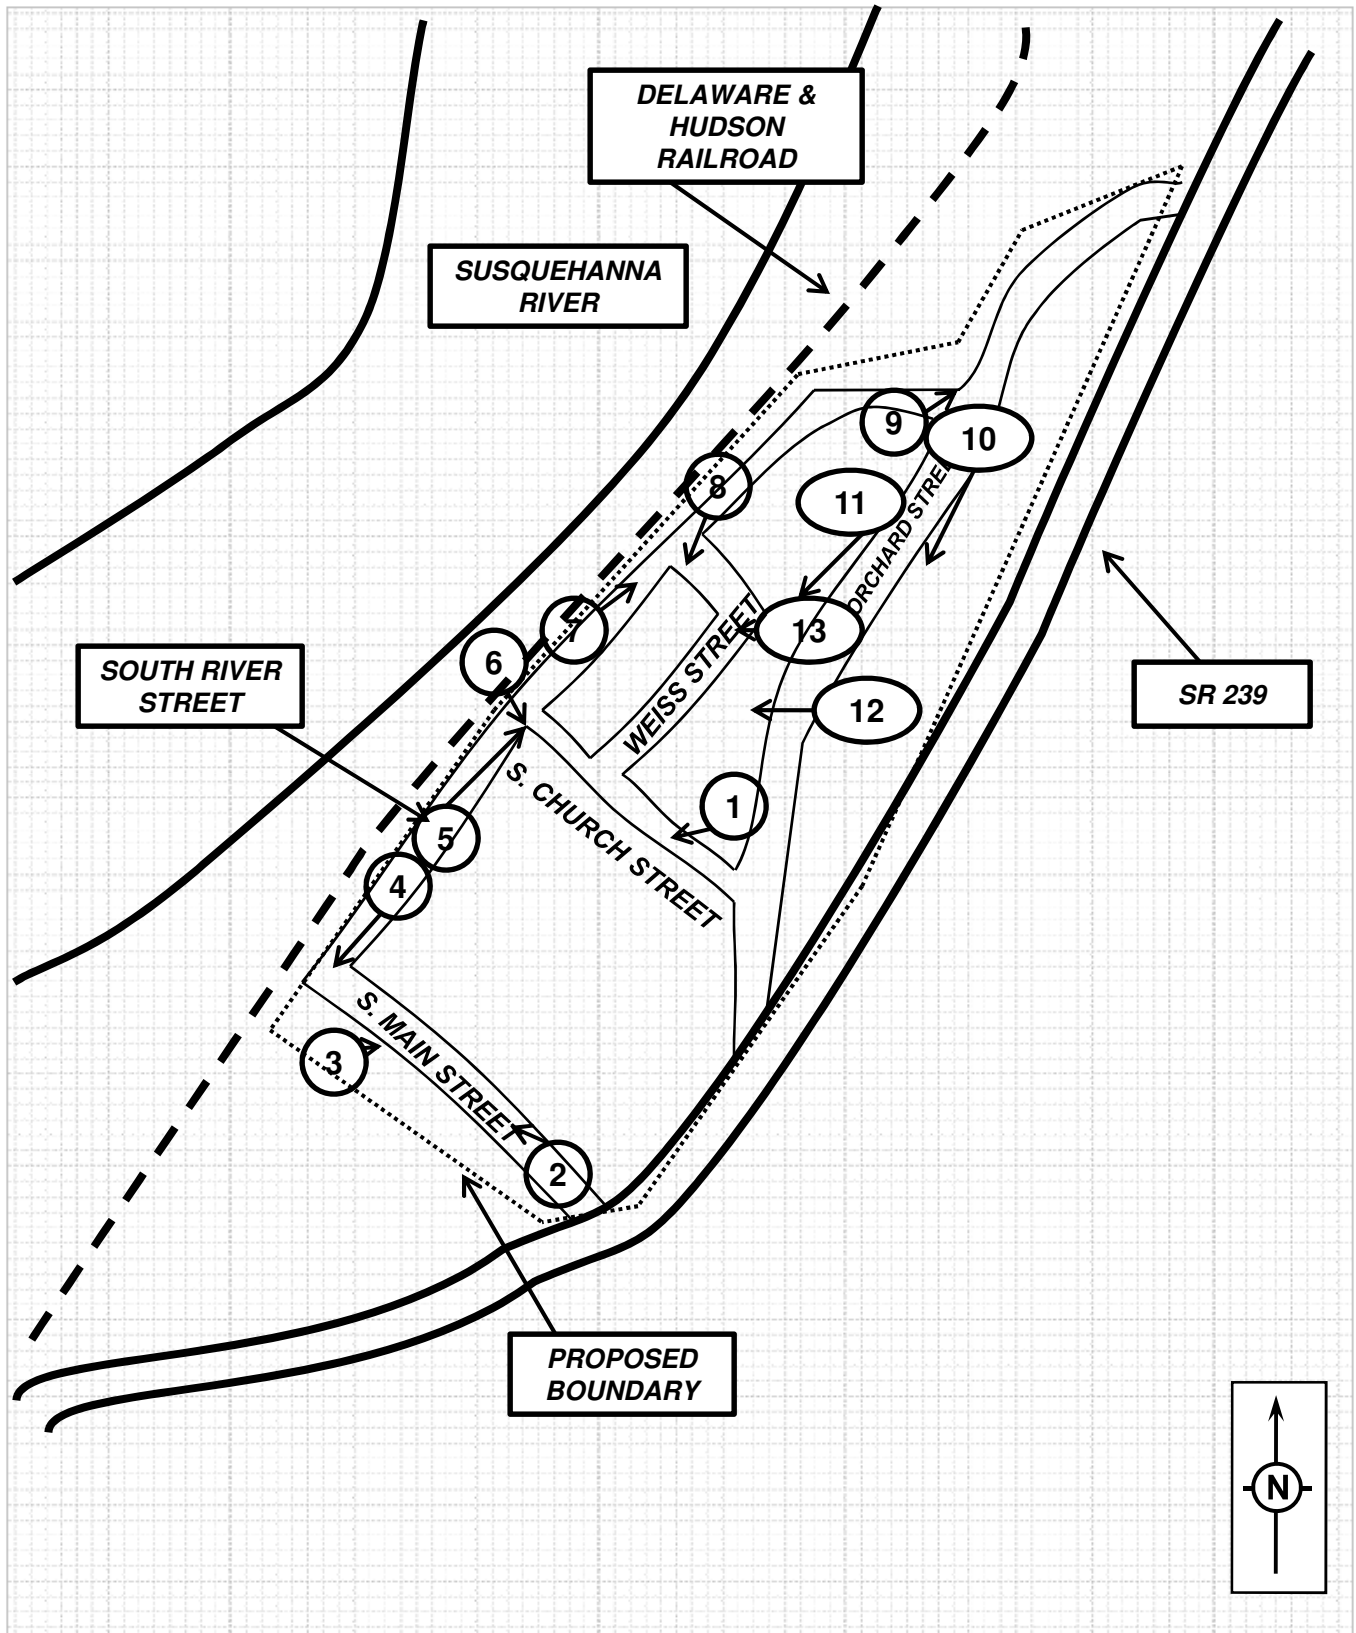 DELAWARE &
HUDSON
RAILROAD
SUSQUEHANNA
RIVER
9
10
8
11
ORCHARD STREE
7
13
6
WEISS STREET
SOUTH RIVER
STREET
SR 239
12
S. CHURCH STREET
1
5
4
S. MAIN STREET
3
2
PROPOSED
BOUNDARY
N